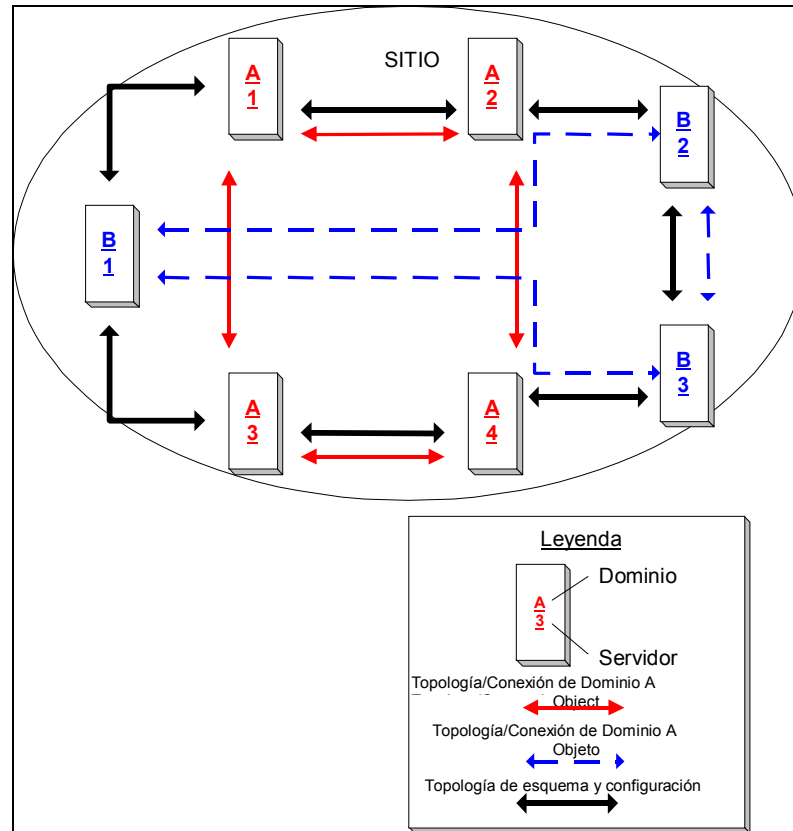 SITIO
A
1
A
2
B
2
B
1
B
3
A
3
A
4
Leyenda
Dominio
A
3
Servidor
Topología/Conexión de Dominio A
Object
Topología/Conexión de Dominio A
Objeto
Topología de esquema y configuración